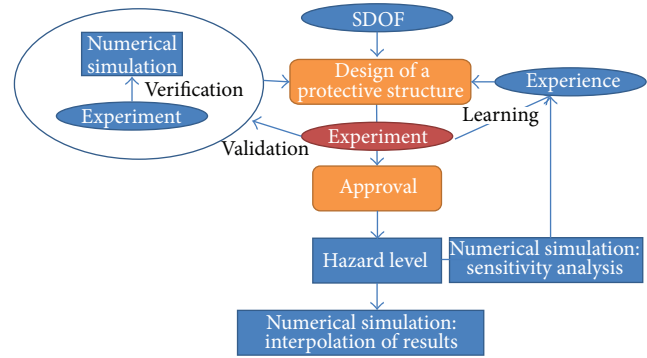 SDOF
Numerical
simulation
Verification
Experiment
Design of a
protective structure
Experience
Learning
Experiment
Validation
Approval
Hazard level
Numerical simulation:
sensitivity analysis
Numerical simulation:
interpolation of results